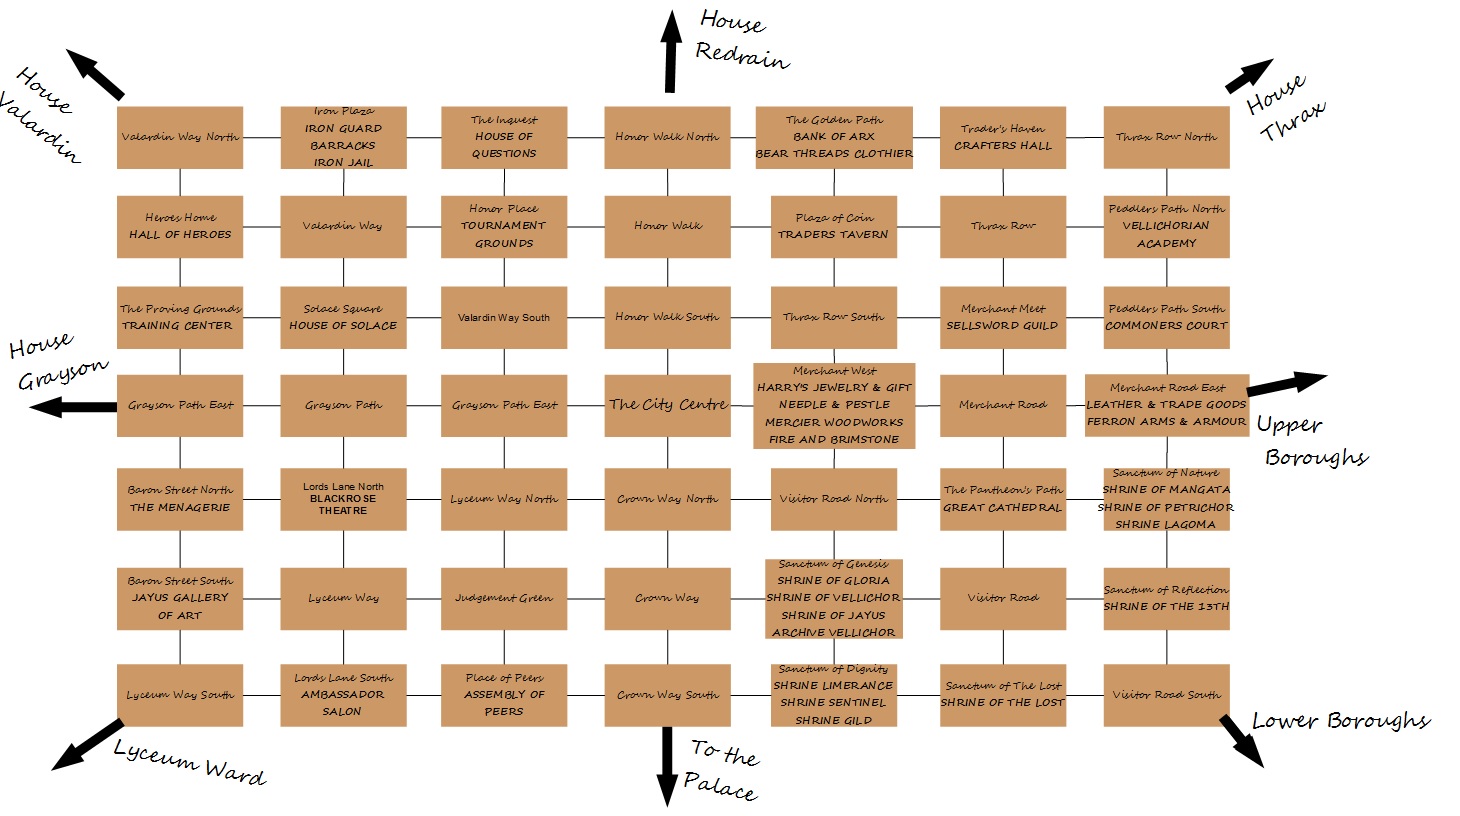 House
Redrain
House
Valardin
House
Thrax
Valardin Way North
Iron Plaza
IRON GUARD
BARRACKS
IRON JAIL
The Inquest
HOUSE OF
QUESTIONS
Honor Walk North
The Golden Path
BANK OF ARX
BEAR THREADS CLOTHIER
Trader's Haven
CRAFTERS HALL
Thrax Row North
Heroes Home
HALL OF HEROES
Valardin Way
Honor Place
TOURNAMENT
GROUNDS
Honor Walk
Plaza of Coin
TRADERS TAVERN
Thrax Row
Peddlers Path North
VELLICHORIAN
ACADEMY
The Proving Grounds
TRAINING CENTER
Solace Square
HOUSE OF SOLACE
Valardin Way South
Honor Walk South
Thrax Row South
Merchant Meet
SELLSWORD GUILD
Peddlers Path South
COMMONERS COURT
House
Grayson
Grayson Path East
Grayson Path
Grayson Path East
The City Centre
Merchant West
HARRY'S JEWELRY & GIFT
NEEDLE & PESTLE
MERCIER WOODWORKS
FIRE AND BRIMSTONE
Merchant Road
Merchant Road East
LEATHER & TRADE GOODS
FERRON ARMS & ARMOUR
Upper
Boroughs
Baron Street North
THE MENAGERIE
Lords Lane North
BLACKROSE
THEATRE
Lyceum Way North
Crown Way North
Visitor Road North
The Pantheon's Path
GREAT CATHEDRAL
Sanctum of Nature
SHRINE OF MANGATA
SHRINE OF PETRICHOR
SHRINE LAGOMA
Baron Street South
JAYUS GALLERY
OF ART
Lyceum Way
Judgement Green
Crown Way
Sanctum of Genesis
SHRINE OF GLORIA
SHRINE OF VELLICHOR
SHRINE OF JAYUS
ARCHIVE VELLICHOR
Visitor Road
Sanctum of Reflection
SHRINE OF THE 13TH
Lyceum Way South
Lords Lane South
AMBASSADOR
SALON
Place of Peers
ASSEMBLY OF
PEERS
Crown Way South
Sanctum of Dignity
SHRINE LIMERANCE
SHRINE SENTINEL
SHRINE GILD
Sanctum of The Lost
SHRINE OF THE LOST
Visitor Road South
Lyceum Ward
To the
Palace
Lower Boroughs